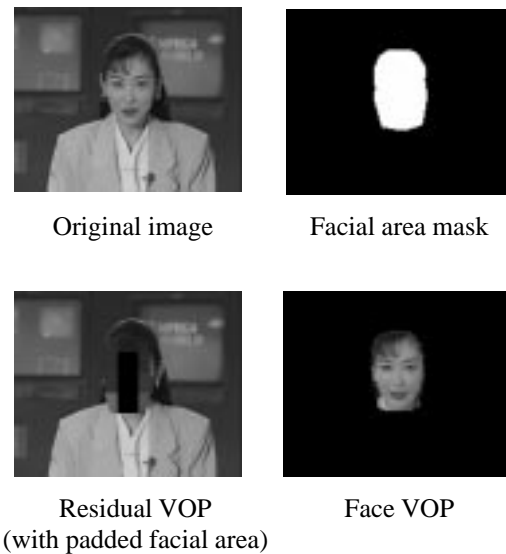 Original image
Facial area mask
Residual VOP
(with padded facial area)
Face VOP